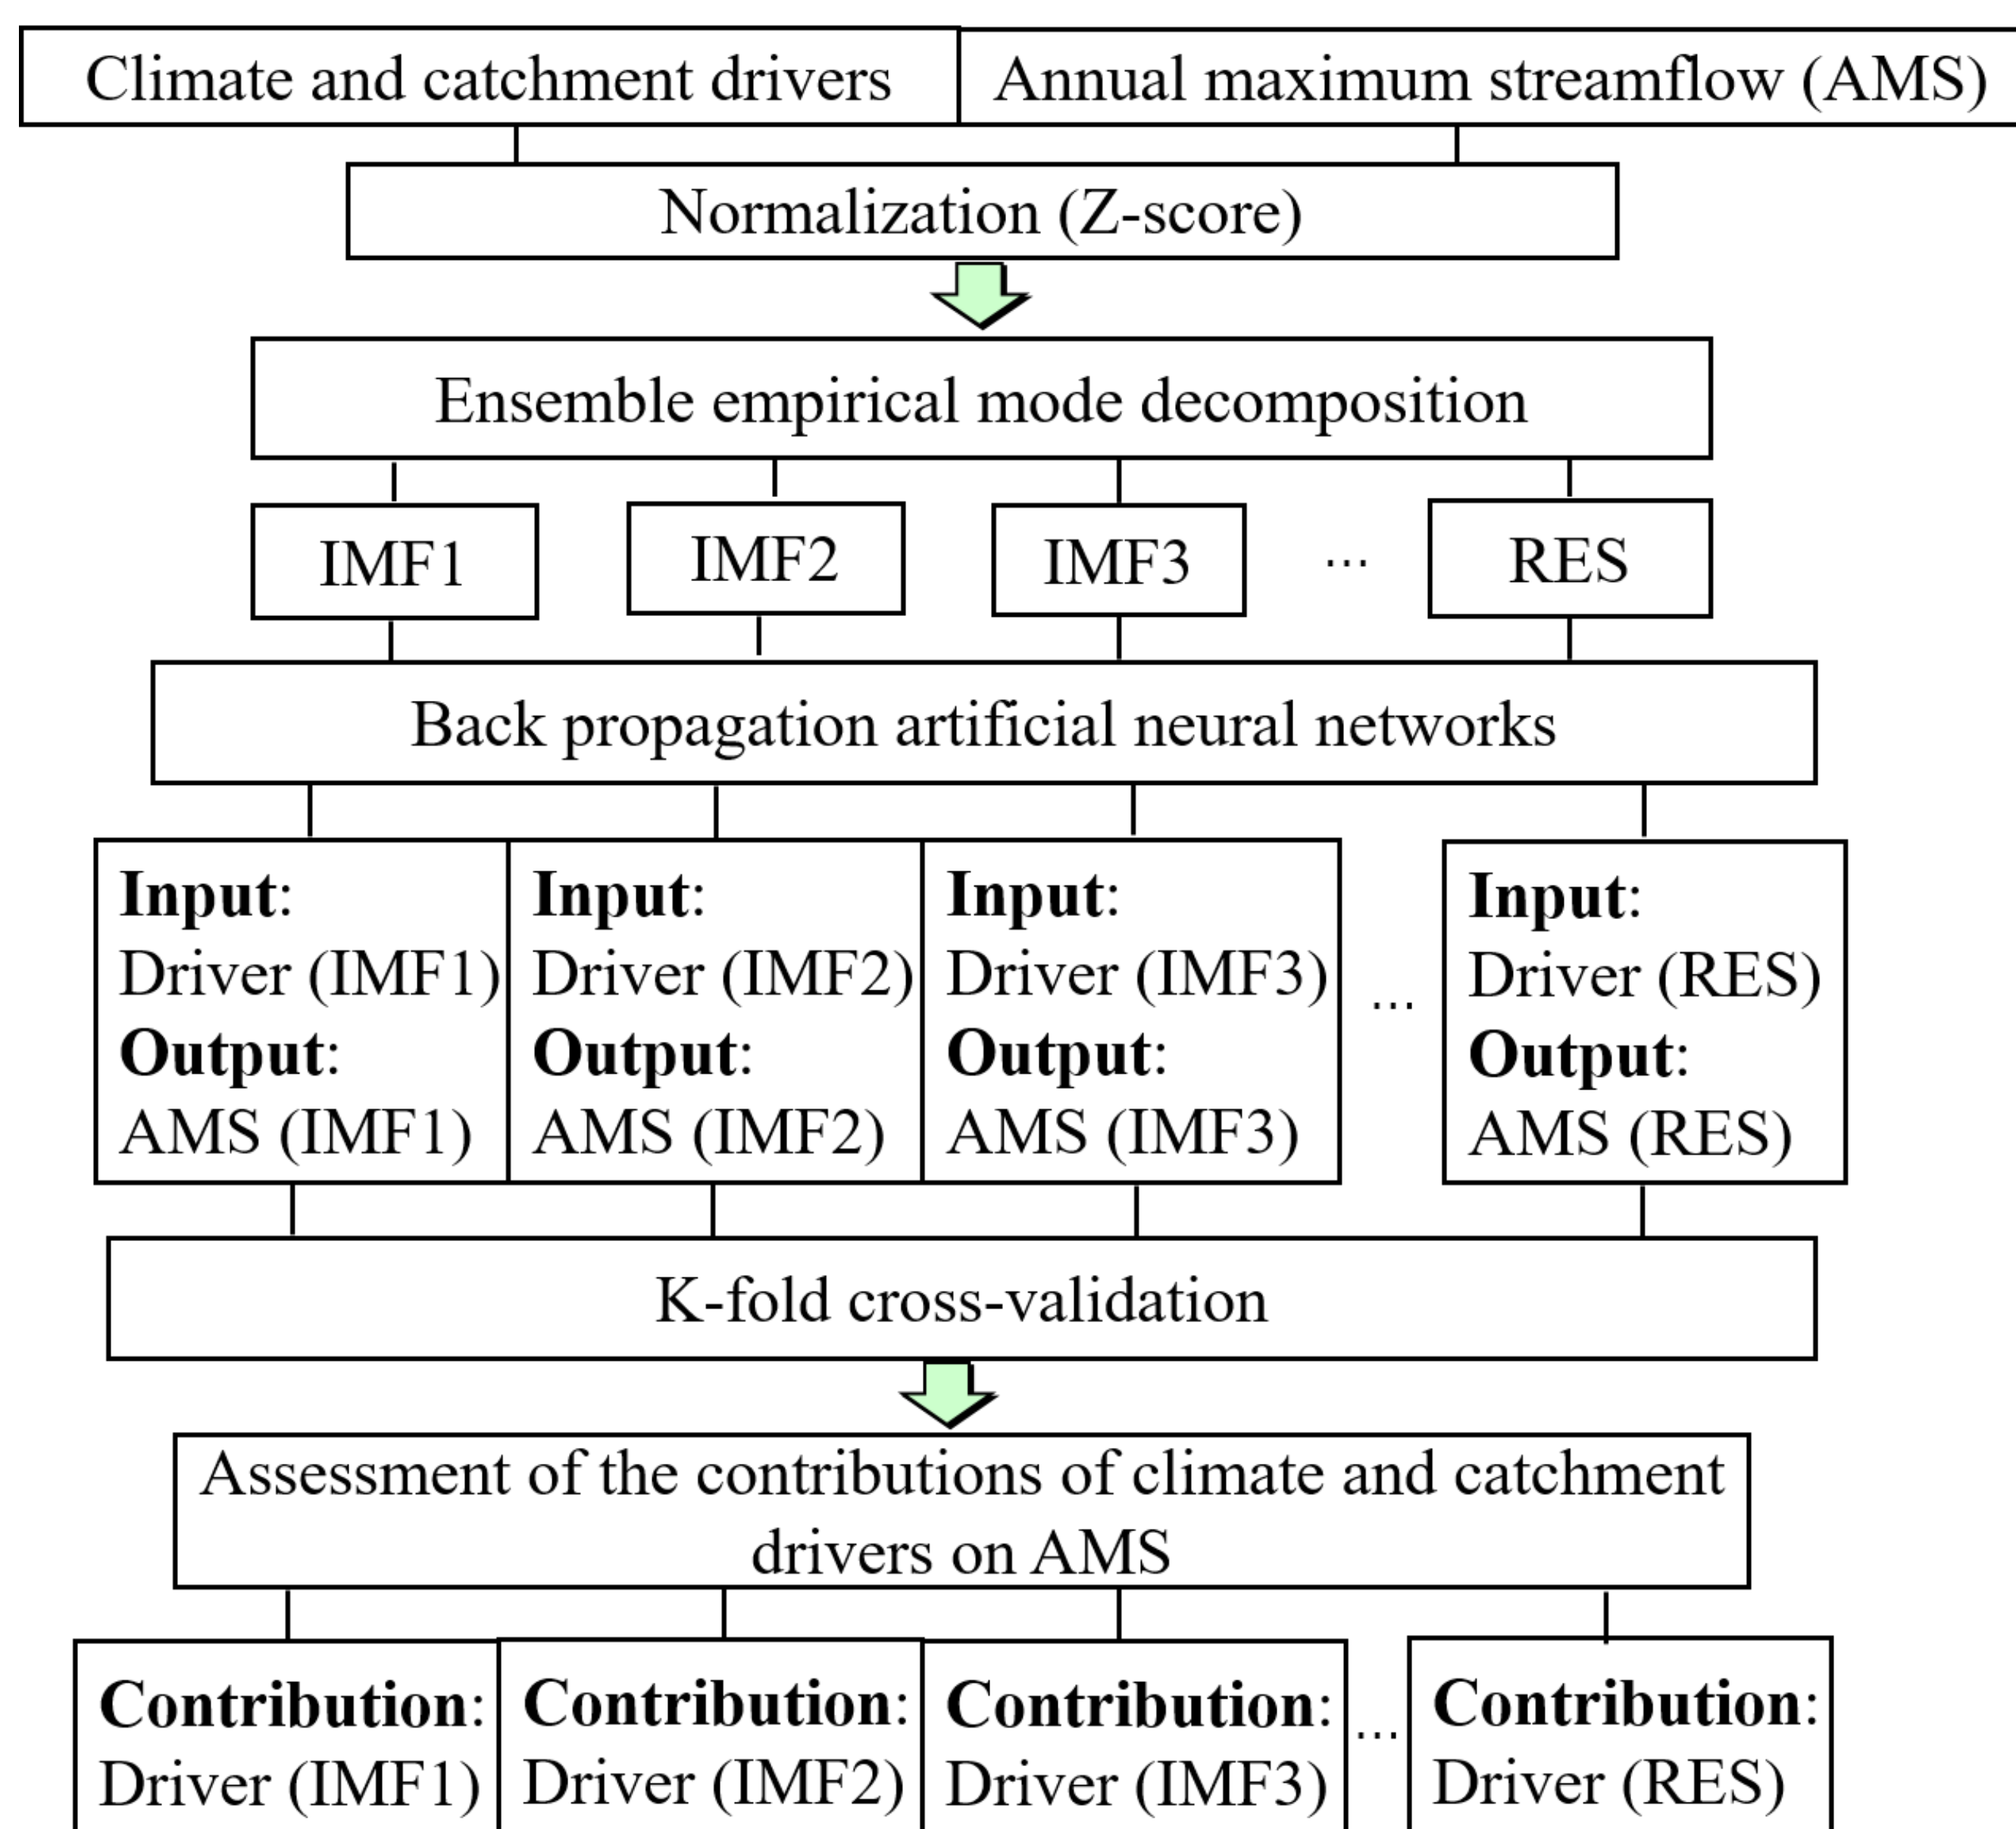 Climate and catchment drivers
Annual maximum streamflow (AMS)
Normalization (Z-score)
Ensemble empirical mode decomposition
IMF1
IMF2
IMF3
...
RES
Back propagation artificial neural networks
Input:
Driver (IMF1)
Output:
AMS (IMF1)
Input:
Driver (IMF2)
Output:
AMS (IMF2)
Input:
Driver (IMF3)
Output:
AMS (IMF3)
...
Input:
Driver (RES)
Output:
AMS (RES)
K-fold cross-validation
Assessment of the contributions of climate and catchment
drivers on AMS
Contribution:
Driver (IMF1)
Contribution:
Driver (IMF2)
Contribution:
Driver (IMF3)
...
Contribution:
Driver (RES)